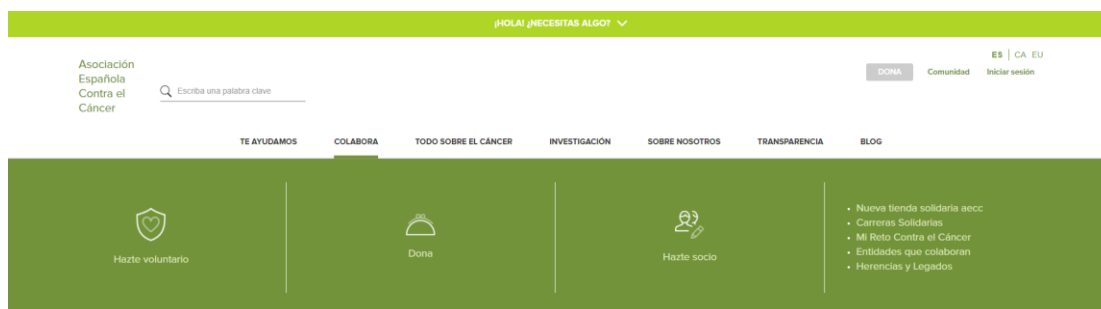 ¡HOLA! ¿NECESITAS ALGO?
ES | CA EU
Asociación
Española
Contra el
Cáncer
Escriba una palabra clave
DONA Comunidad Iniciar sesión
TE AYUDAMOS COLABORA TODO SOBRE EL CÁNCER INVESTIGACIÓN SOBRE NOSOTROS TRANSPARENCIA BLOG
Hazte voluntario
Dona
Hazte socio
• Nueva tienda solidaria aecc
• Carreras Solidarias
• Mi Reto Contra el Cáncer
• Entidades que colaboran
• Herencias y Legados